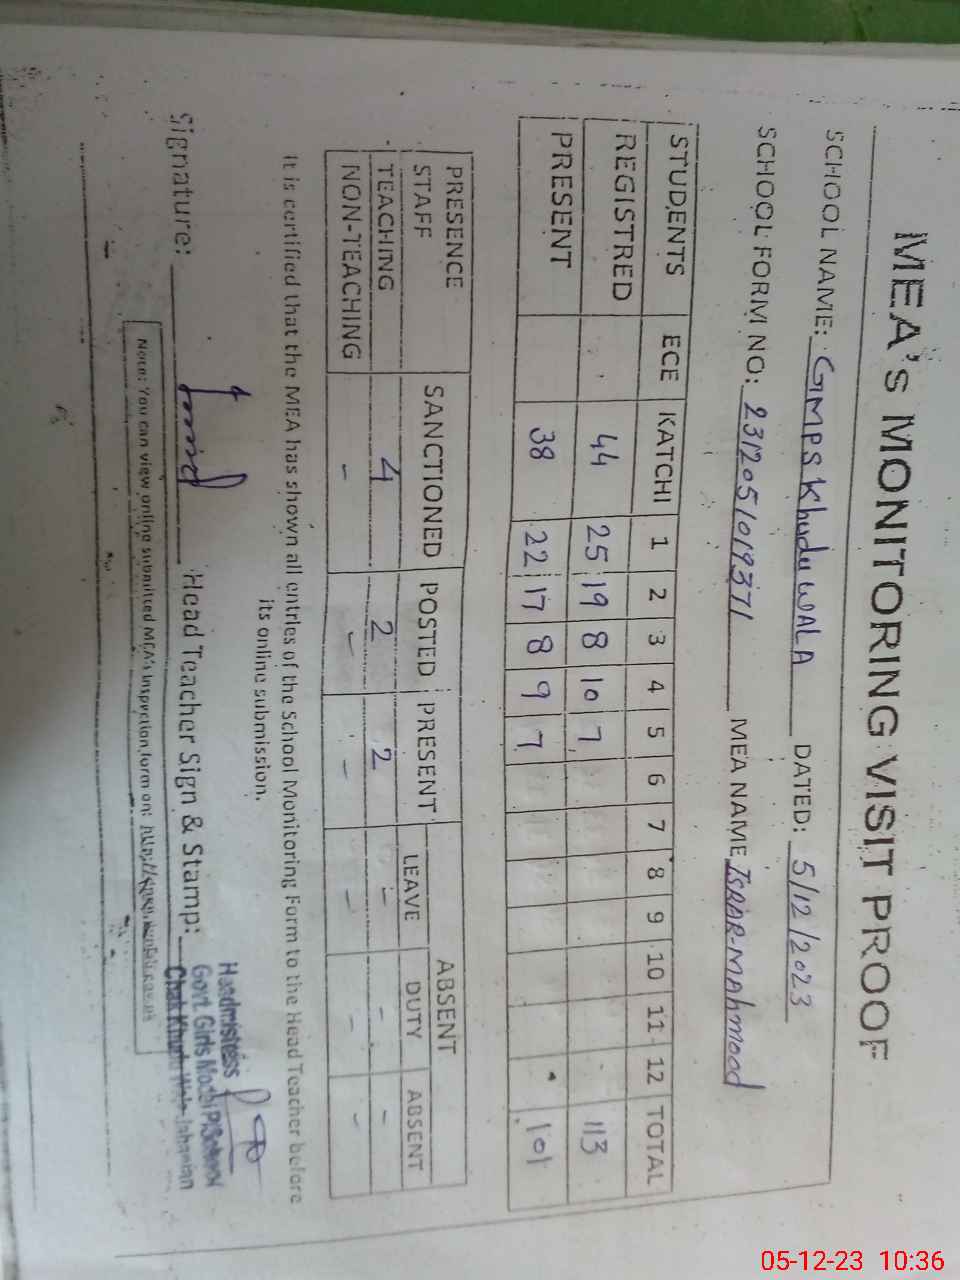 MEA's MONITORING VISIT PROOF
SCHOOL NAME: GMPS Khudu WALA DATED: 5/12/2023
SCHOOL FORM NO: 231205/019371 MEA NAME ISRAR-MAHMOOD
STUDENTS ECE KATCHI 1 2 3 4 5 6 7 8 9 10 11 12 TOTAL
REGISTRED 44 25 19 8 10 7 113
PRESENT 38 22 17 8 9 7 101
PRESENCE STAFF SANCTIONED POSTED PRESENT ABSENT
LEAVE DUTY ABSENT
TEACHING 4 2 2 - - -
NON-TEACHING - - - - - -
It is certified that the MEA has shown all entries of the School Monitoring Form to the Head Teacher before
its online submission.
Signature: Head Teacher Sign & Stamp:
Headmistress
Govt. Girls Model P/School
Chak Khudu Wala Jahanian
Note: You can view online submitted MEA's Inspection form on:
05-12-23 10:36